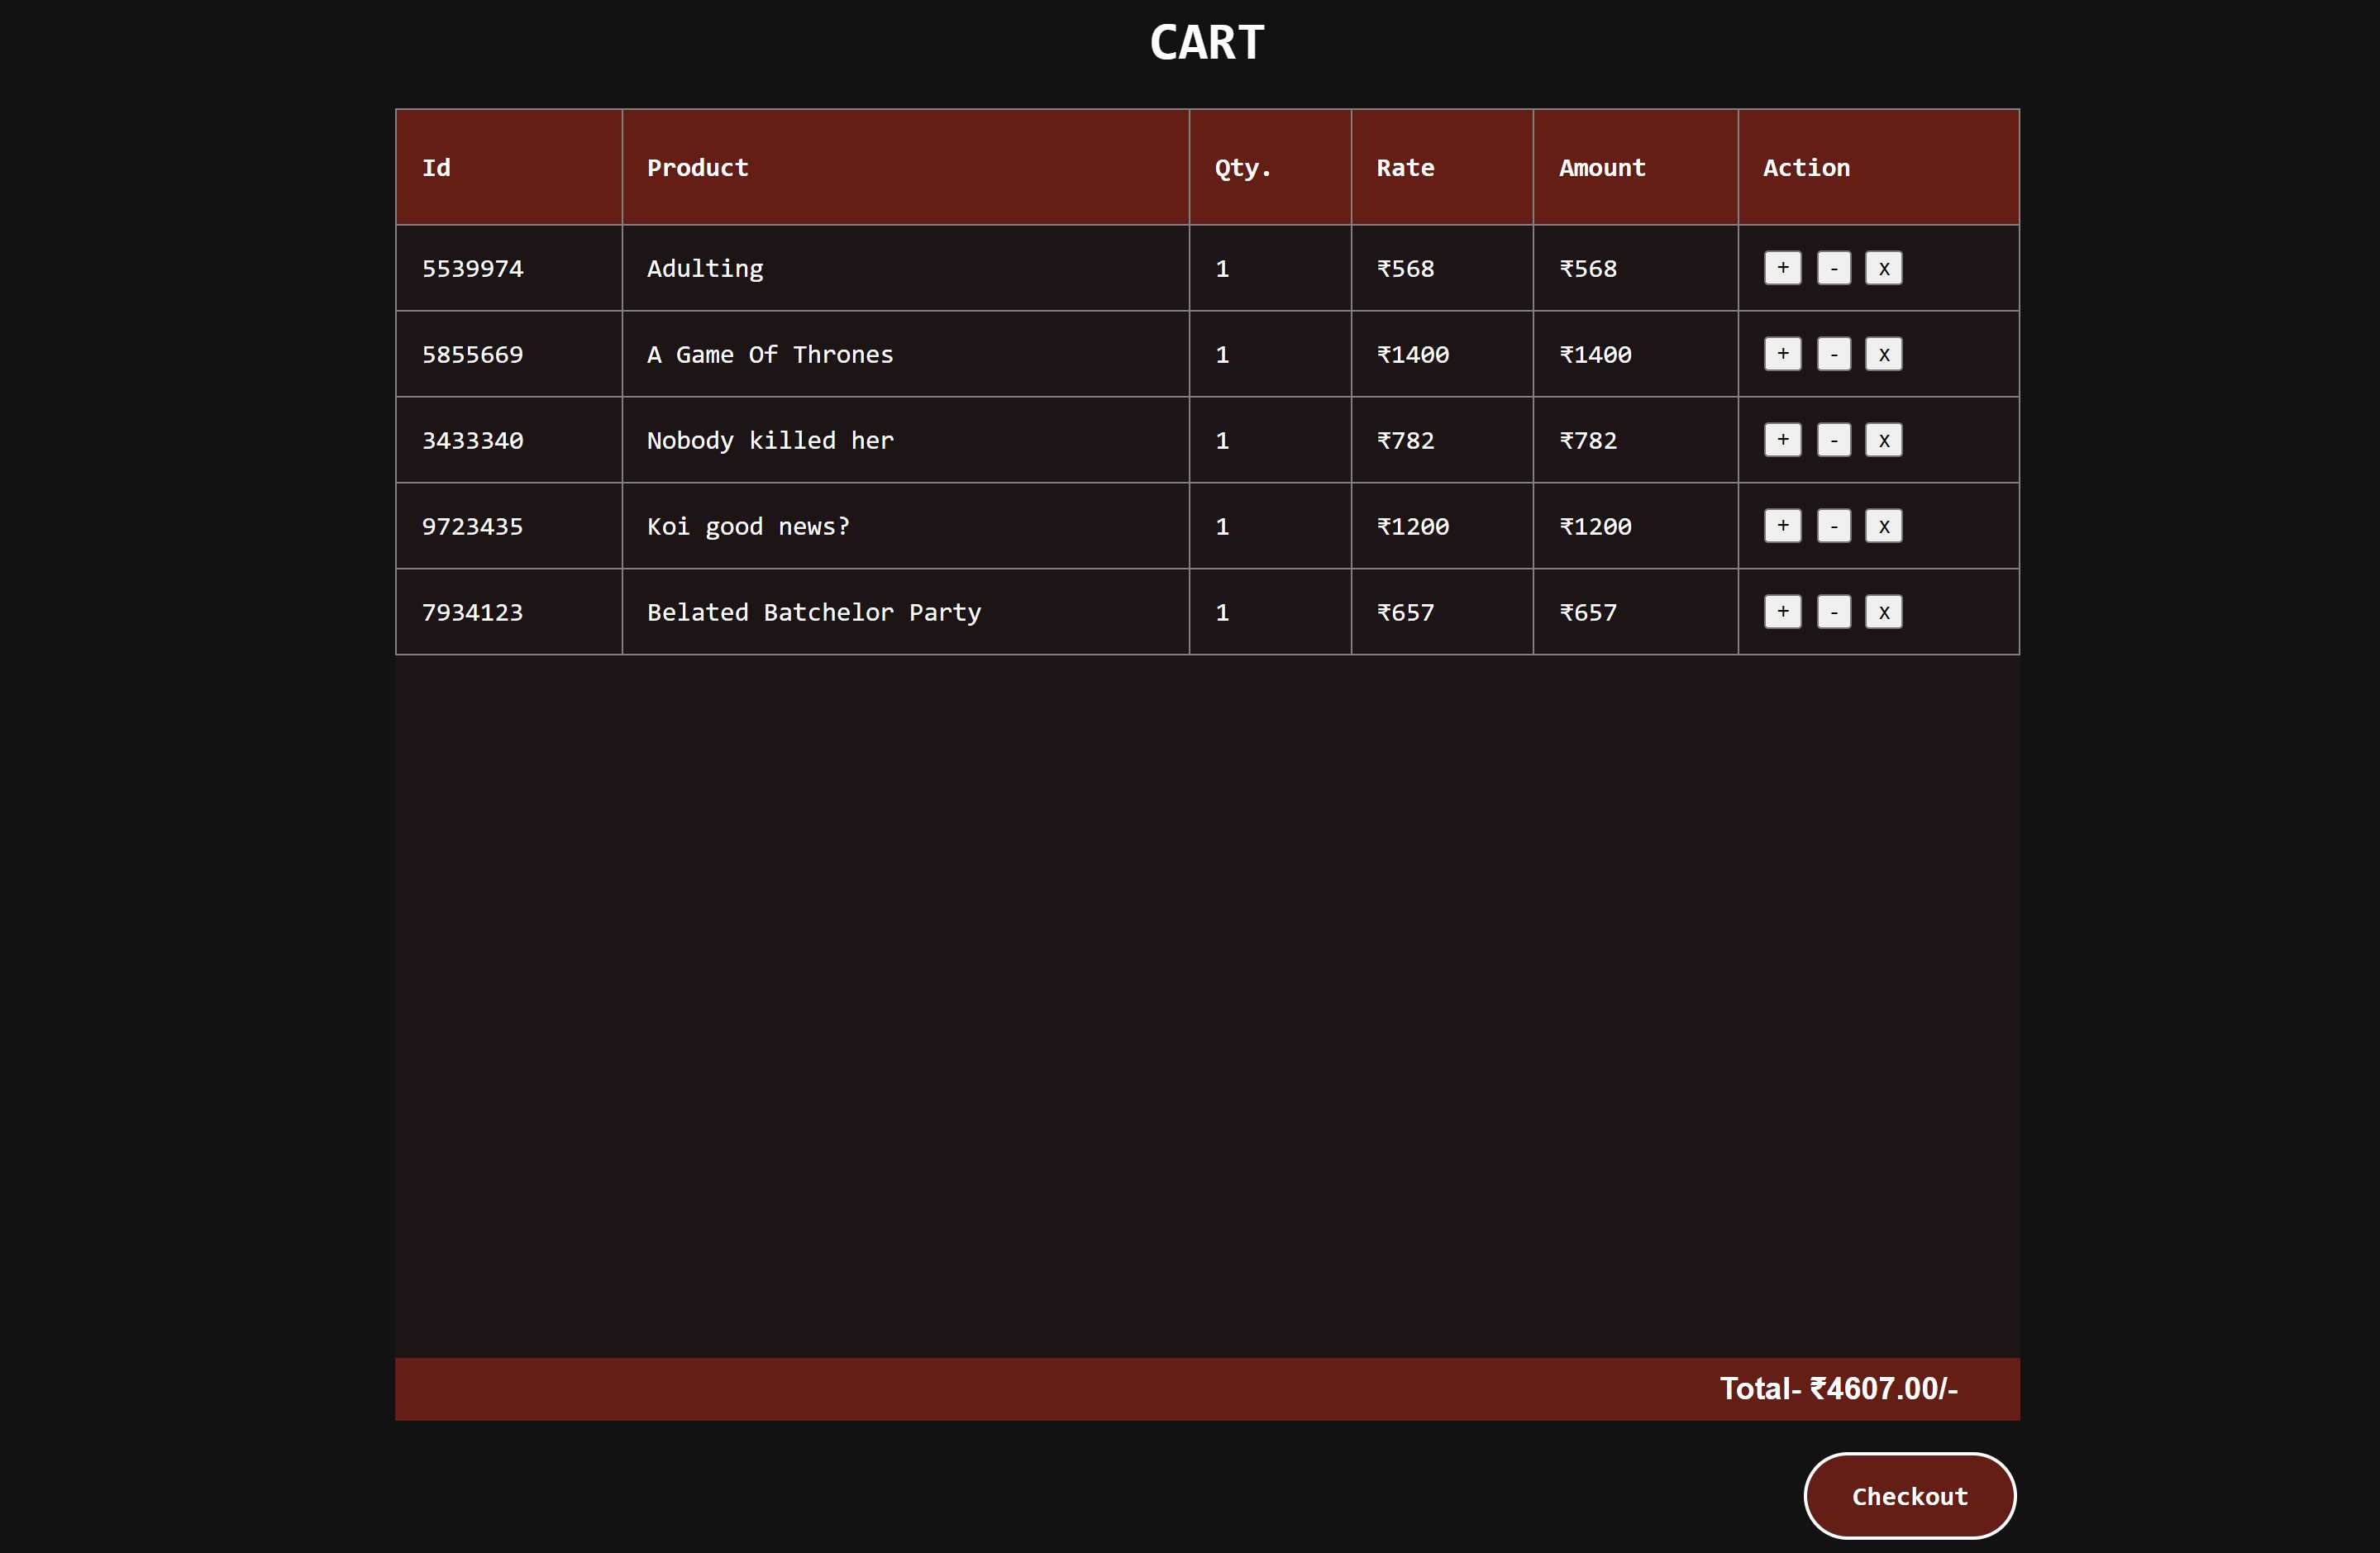 CART
Id Product Qty. Rate Amount Action
5539974 Adulting 1 ₹568 ₹568 + - x
5855669 A Game Of Thrones 1 ₹1400 ₹1400 + - x
3433340 Nobody killed her 1 ₹782 ₹782 + - x
9723435 Koi good news? 1 ₹1200 ₹1200 + - x
7934123 Belated Batchelor Party 1 ₹657 ₹657 + - x
Total- ₹4607.00/-
Checkout